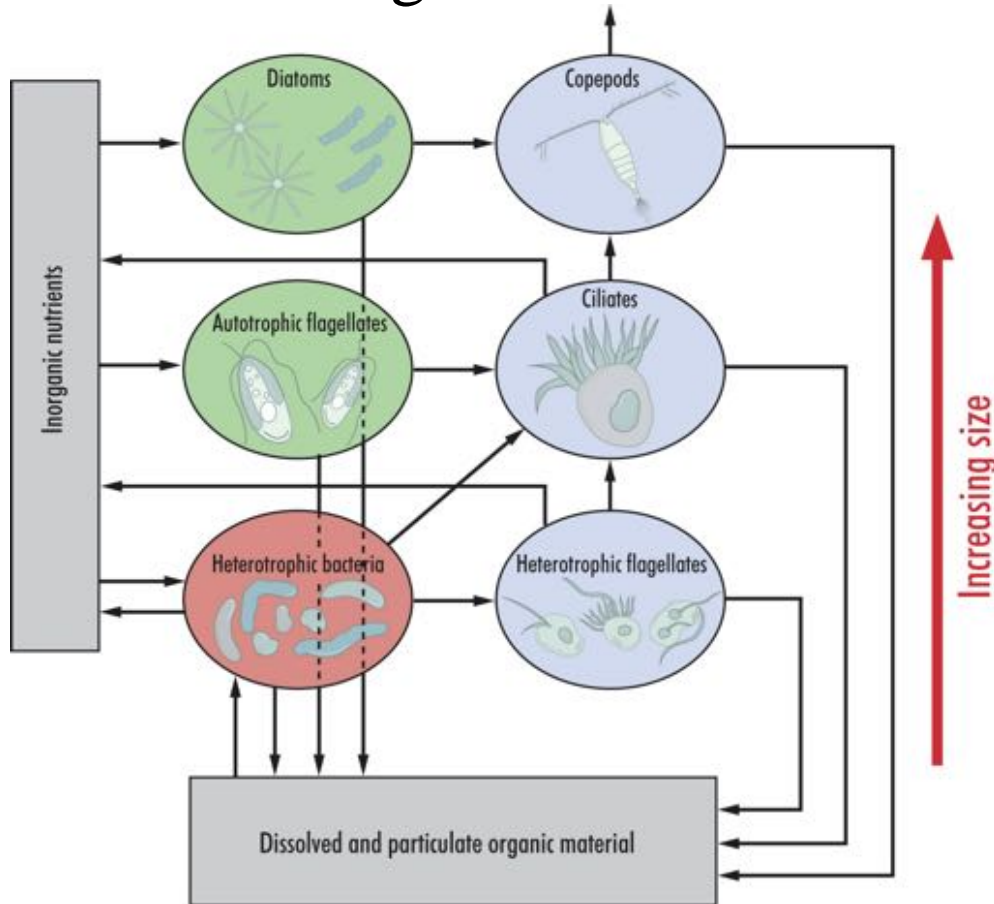 Diatoms
Copepods
Inorganic nutrients
Autotrophic flagellates
Ciliates
Heterotrophic bacteria
Heterotrophic flagellates
Increasing size
Dissolved and particulate organic material